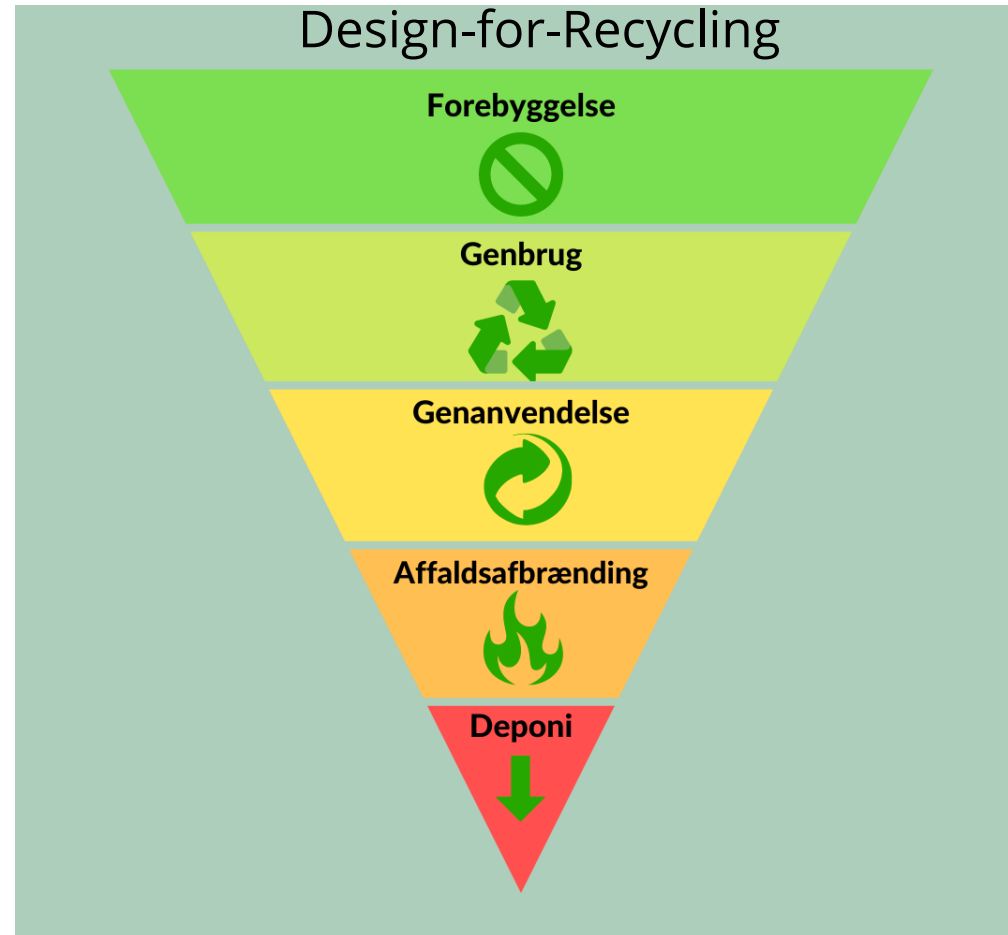 Design-for-Recycling
Forebyggelse
Genbrug
Genanvendelse
Affaldsafbrænding
Deponi